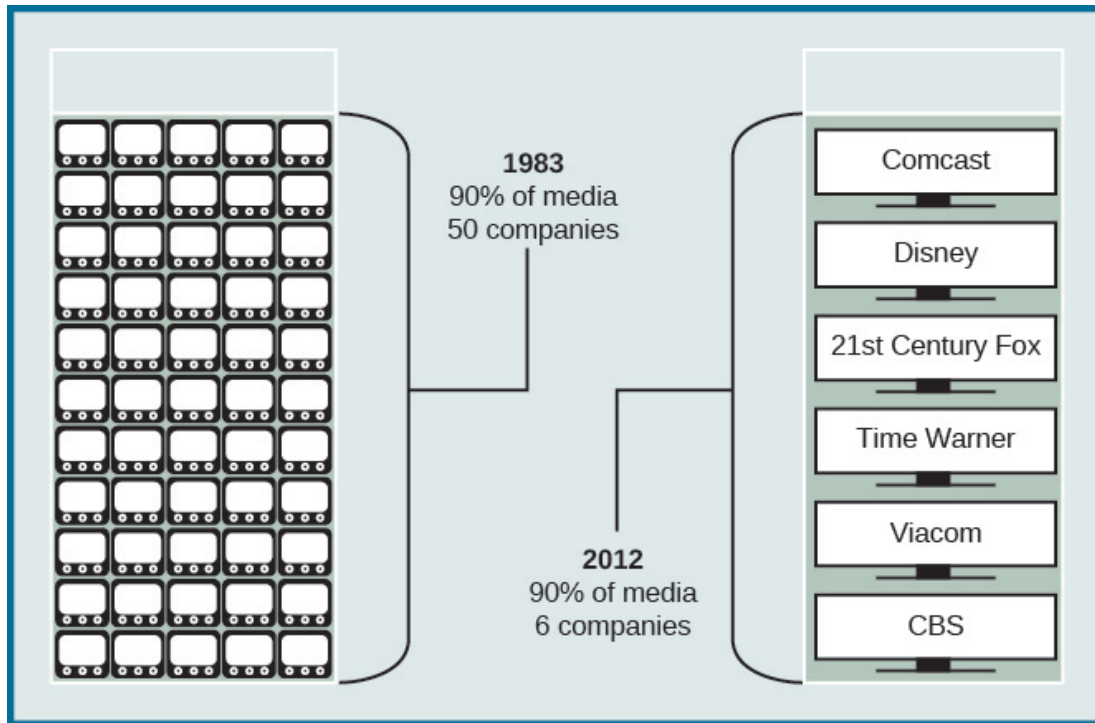 1983
90% of media
50 companies
2012
90% of media
6 companies
Comcast
Disney
21st Century Fox
Time Warner
Viacom
CBS